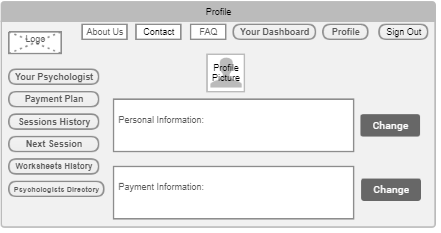 Profile
About Us
Contact
FAQ
Your Dashboard
Profile
Sign Out
Logo
Profile
Picture
Your Psychologist
Payment Plan
Sessions History
Next Session
Worksheets History
Psychologists Directory
Personal Information:
Change
Payment Information:
Change